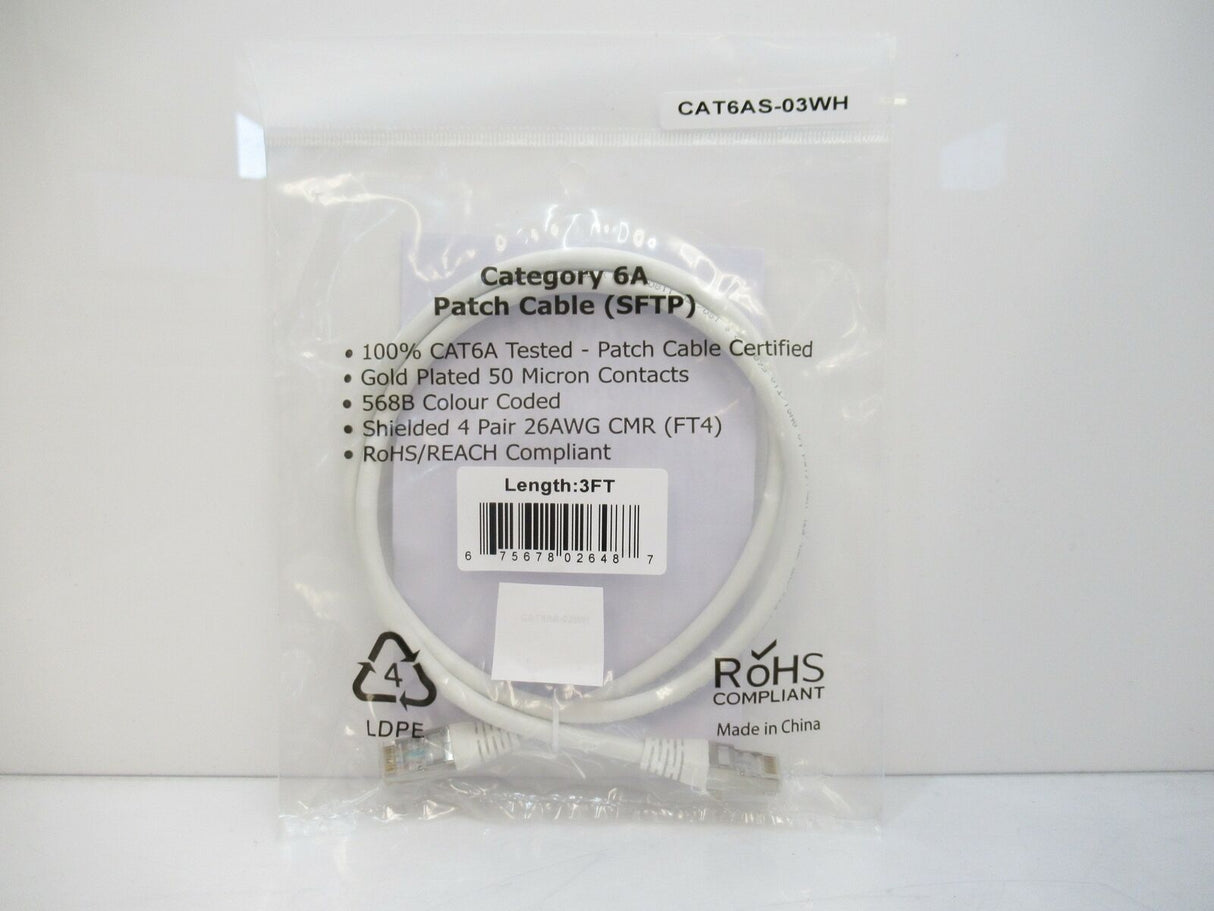 CAT6AS-03WH
Category 6A
Patch Cable (SFTP)
• 100% CAT6A Tested - Patch Cable Certified
• Gold Plated 50 Micron Contacts
• 568B Colour Coded
• Shielded 4 Pair 26AWG CMR (FT4)
• RoHS/REACH Compliant
Length:3FT
6 75678 02648 7
4
LDPE
RoHS
COMPLIANT
Made in China